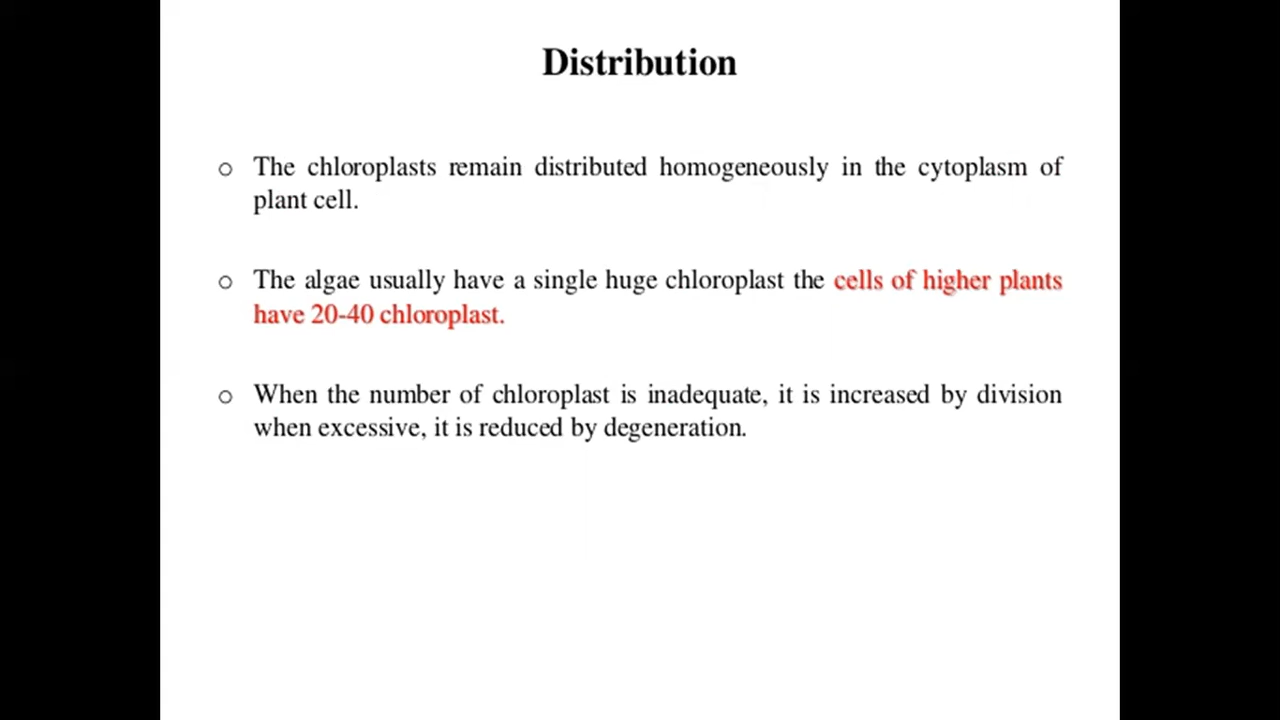 Distribution
o The chloroplasts remain distributed homogeneously in the cytoplasm of
plant cell.
o The algae usually have a single huge chloroplast the cells of higher plants
have 20-40 chloroplast.
o When the number of chloroplast is inadequate, it is increased by division
when excessive, it is reduced by degeneration.